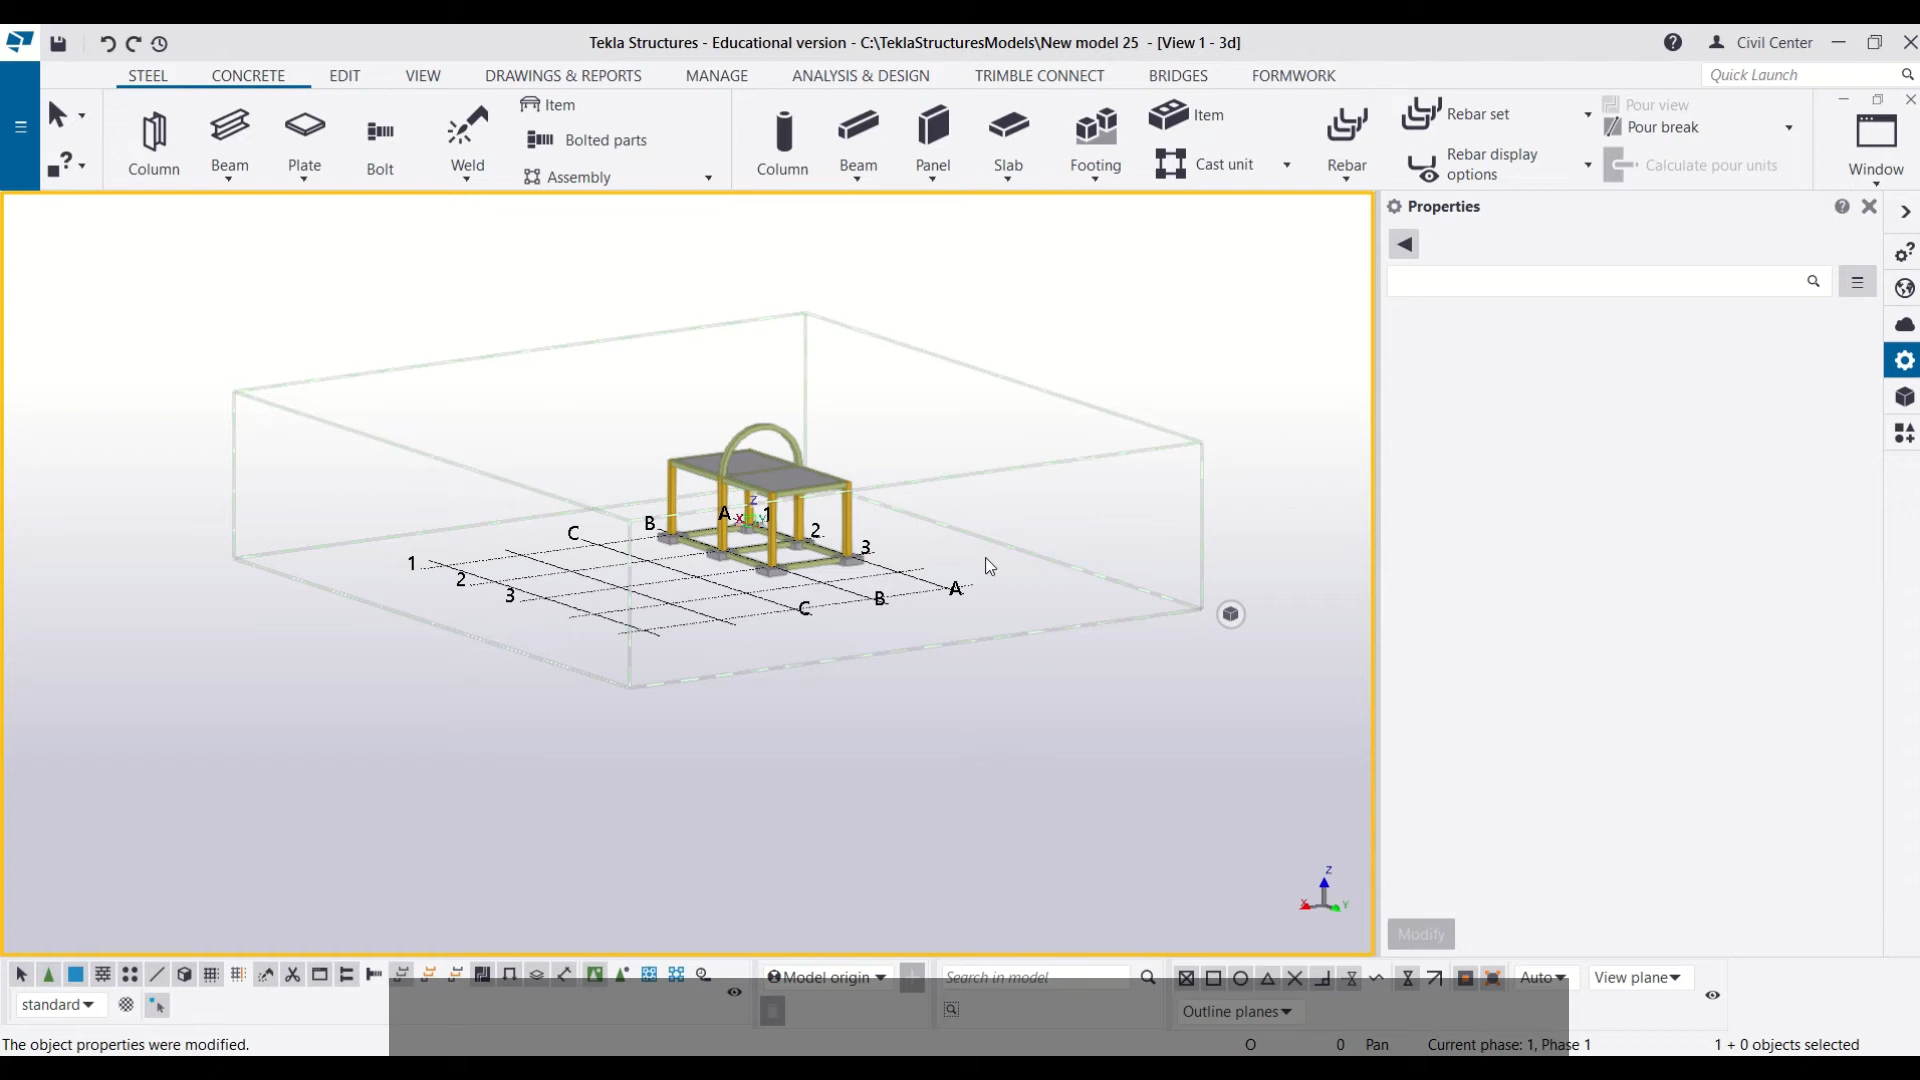 Tekla Structures - Educational version - C:\TeklaStructuresModels\New model 25 - [View 1 - 3d]
Civil Center
STEEL CONCRETE EDIT VIEW DRAWINGS & REPORTS MANAGE ANALYSIS & DESIGN TRIMBLE CONNECT BRIDGES FORMWORK
Quick Launch
Column Beam Plate Bolt Weld
Item
Bolted parts
Assembly
Column Beam Panel Slab Footing
Item
Cast unit
Rebar
Rebar set
Rebar display
options
Pour view
Pour break
Calculate pour units
Window
Properties
Z
A X Y 1
B
C
2
3
1
2
3
A
B
C
Z
X Y
Modify
Model origin
Search in model
Auto
View plane
standard
Outline planes
The object properties were modified.
O 0 Pan Current phase: 1, Phase 1 1 + 0 objects selected